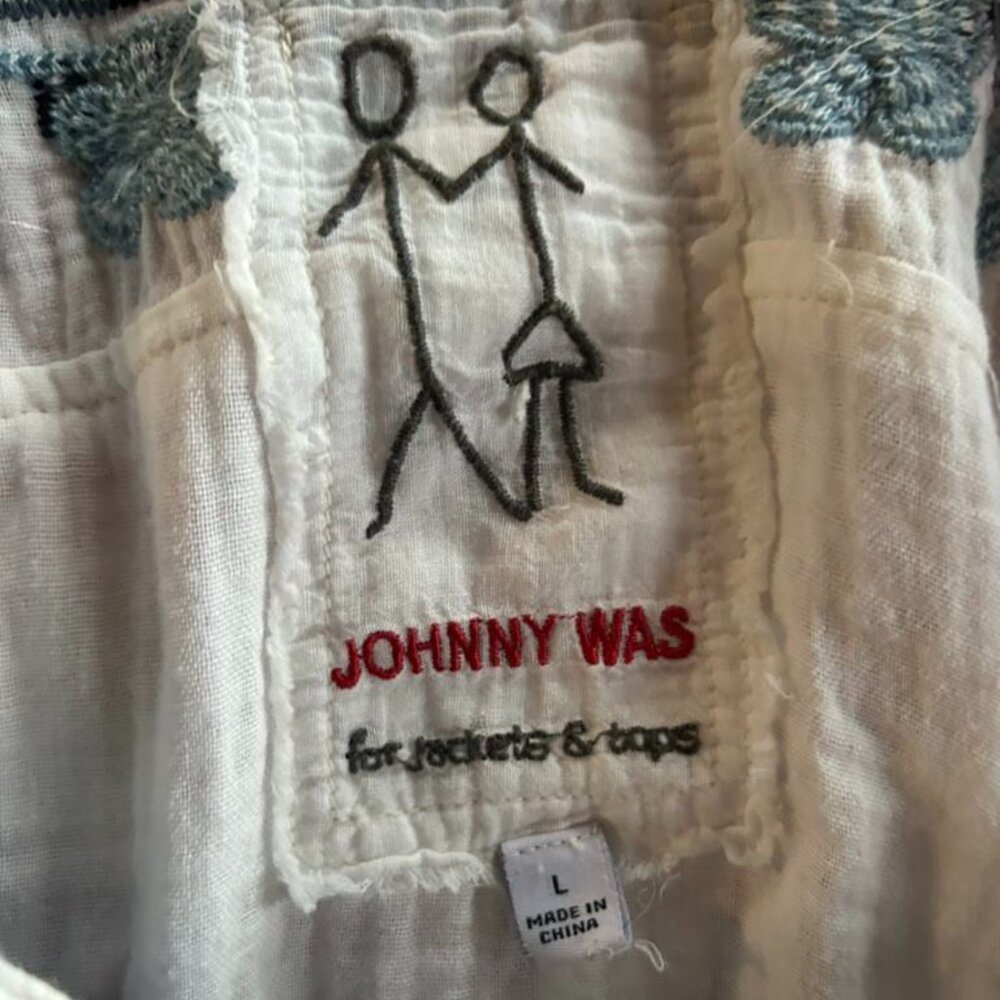 JOHNNY WAS
for jackets & tops
L
MADE IN
CHINA